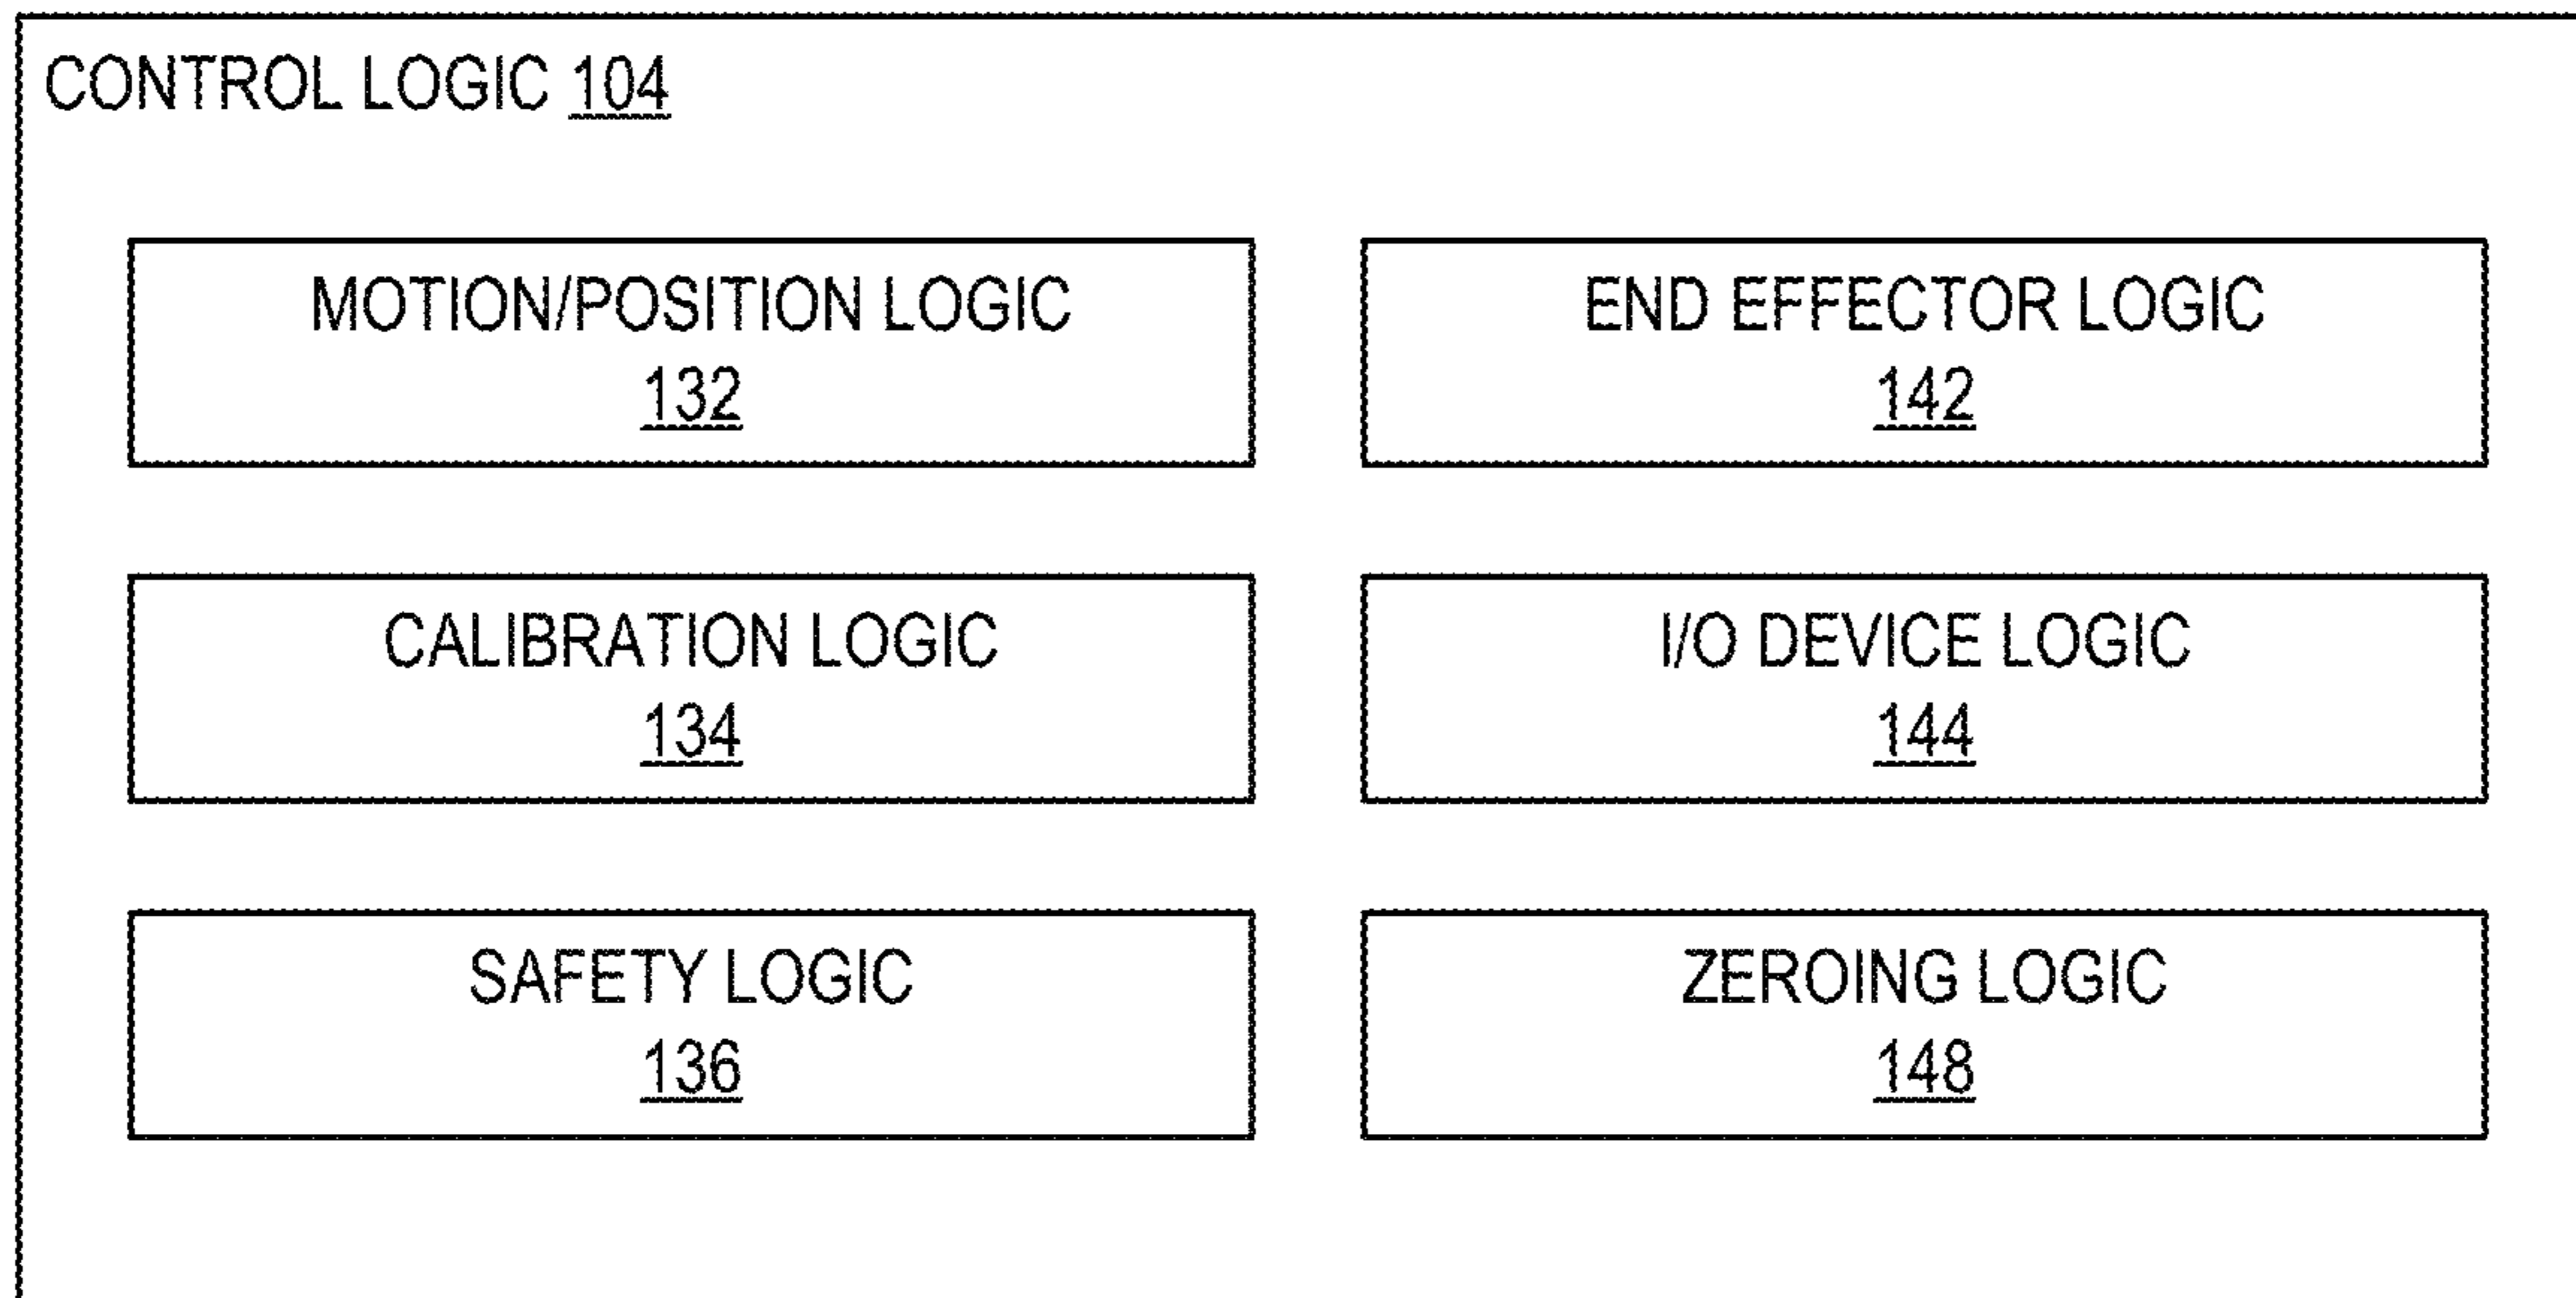 CONTROL LOGIC 104
MOTION/POSITION LOGIC
132
END EFFECTOR LOGIC
142
CALIBRATION LOGIC
134
I/O DEVICE LOGIC
144
SAFETY LOGIC
136
ZEROING LOGIC
148